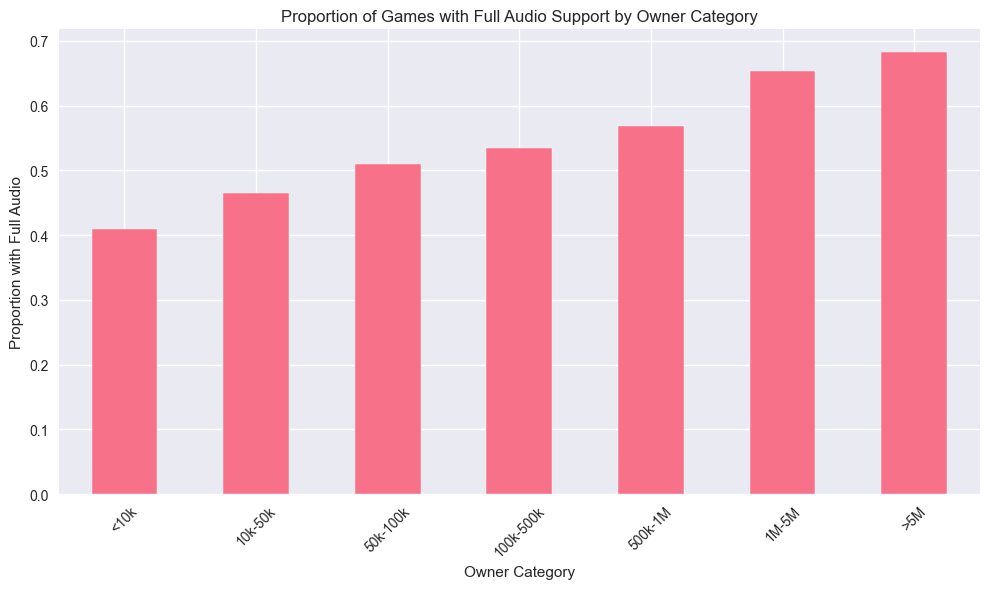 Proportion of Games with Full Audio Support by Owner Category
Proportion with Full Audio
0.7
0.6
0.5
0.4
0.3
0.2
0.1
0.0
<10k
10k-50k
50k-100k
100k-500k
500k-1M
1M-5M
>5M
Owner Category